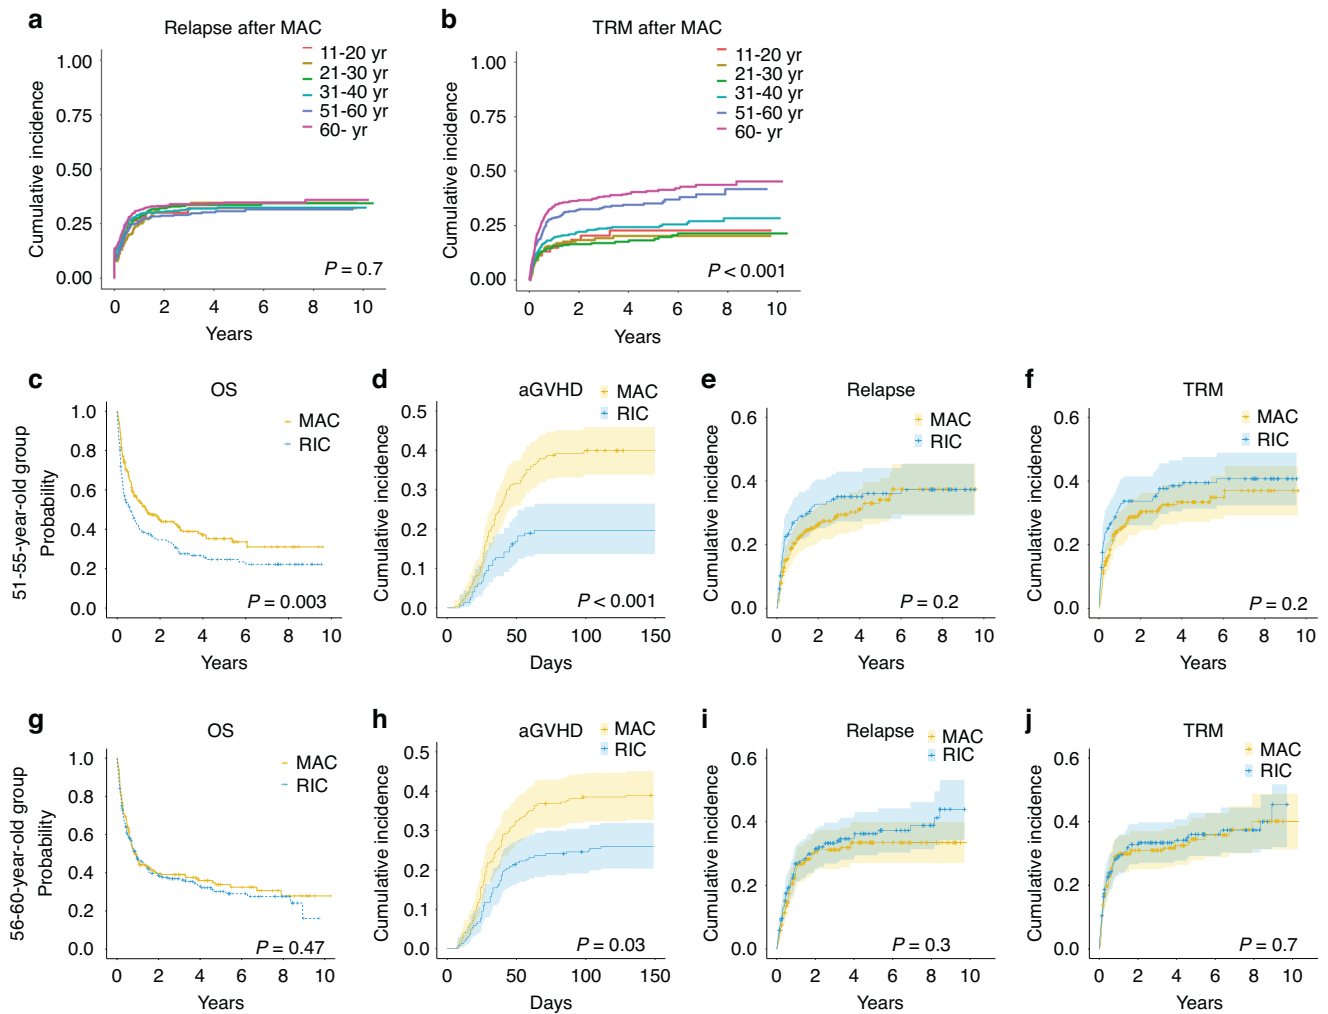 a
Relapse after MAC
11-20 yr
21-30 yr
31-40 yr
51-60 yr
60- yr
1.00
0.75
0.50
0.25
0.00
Cumulative incidence
P = 0.7
0 2 4 6 8 10
Years
b
TRM after MAC
11-20 yr
21-30 yr
31-40 yr
51-60 yr
60- yr
1.00
0.75
0.50
0.25
0.00
Cumulative incidence
P < 0.001
0 2 4 6 8 10
Years
51-55-year-old group
c
OS
MAC
RIC
1.0
0.8
0.6
0.4
0.2
0.0
Probability
P = 0.003
0 2 4 6 8 10
Years
d
aGVHD
MAC
RIC
0.5
0.4
0.3
0.2
0.1
0.0
Cumulative incidence
P < 0.001
0 50 100 150
Days
e
Relapse
MAC
RIC
0.6
0.4
0.2
0.0
Cumulative incidence
P = 0.2
0 2 4 6 8 10
Years
f
TRM
MAC
RIC
0.6
0.4
0.2
0.0
Cumulative incidence
P = 0.2
0 2 4 6 8 10
Years
56-60-year-old group
g
OS
MAC
RIC
1.0
0.8
0.6
0.4
0.2
0.0
Probability
P = 0.47
0 2 4 6 8 10
Years
h
aGVHD
MAC
RIC
0.5
0.4
0.3
0.2
0.1
0.0
Cumulative incidence
P = 0.03
0 50 100 150
Days
i
Relapse
MAC
RIC
0.6
0.4
0.2
0.0
Cumulative incidence
P = 0.3
0 2 4 6 8 10
Years
j
TRM
MAC
RIC
0.6
0.4
0.2
0.0
Cumulative incidence
P = 0.7
0 2 4 6 8 10
Years